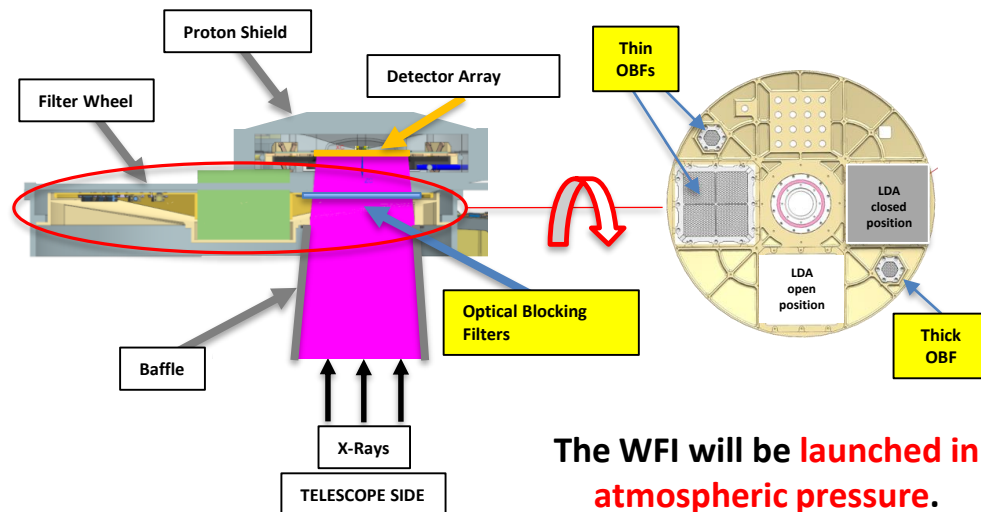 Proton Shield
Detector Array
Filter Wheel
Thin
OBFs
LDA
closed
position
LDA
open
position
Optical Blocking
Filters
Thick
OBF
Baffle
X-Rays
TELESCOPE SIDE
The WFI will be launched in
atmospheric pressure.